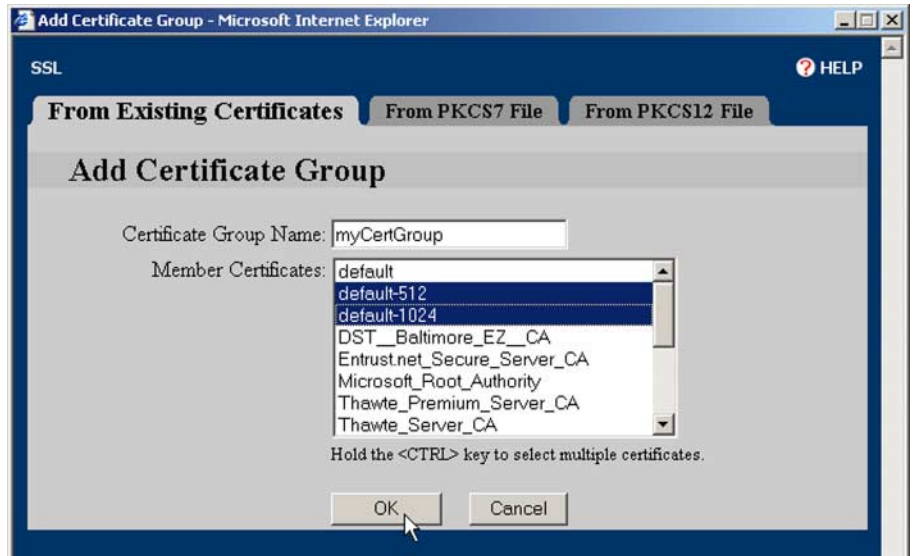 Add Certificate Group - Microsoft Internet Explorer
SSL
? HELP
From Existing Certificates
From PKCS7 File
From PKCS12 File
Add Certificate Group
Certificate Group Name: myCertGroup
Member Certificates:
default
default-512
default-1024
DST__Baltimore_EZ__CA
Entrust.net_Secure_Server_CA
Microsoft_Root_Authority
Thawte_Premium_Server_CA
Thawte_Server_CA
Hold the <CTRL> key to select multiple certificates.
OK
Cancel